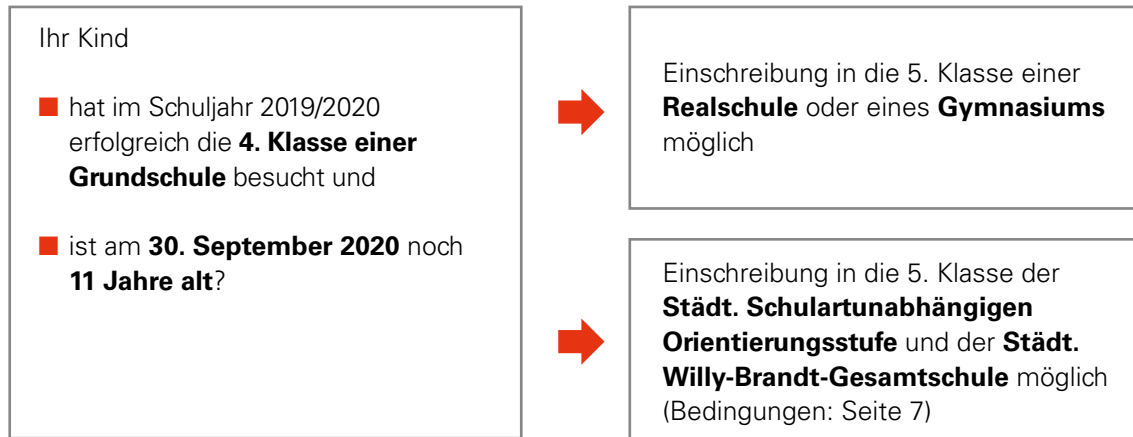 Ihr Kind
hat im Schuljahr 2019/2020
erfolgreich die 4. Klasse einer
Grundschule besucht und
ist am 30. September 2020 noch
11 Jahre alt?
Einschreibung in die 5. Klasse einer
Realschule oder eines Gymnasiums
möglich
Einschreibung in die 5. Klasse der
Städt. Schulartunabhängigen
Orientierungsstufe und der Städt.
Willy-Brandt-Gesamtschule möglich
(Bedingungen: Seite 7)